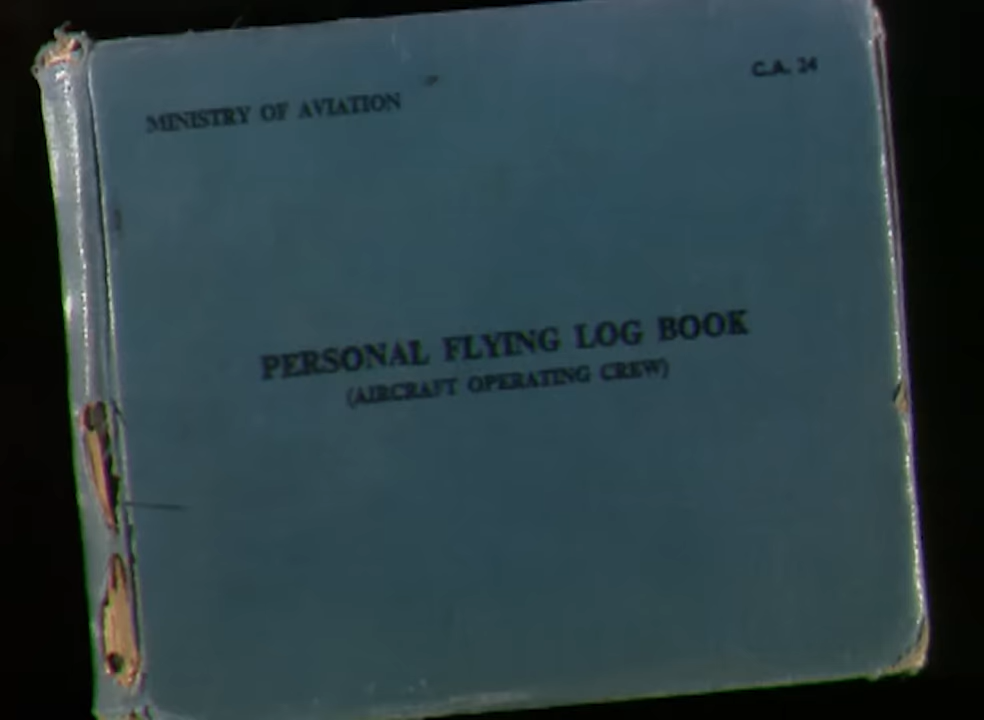 C.A. 24
MINISTRY OF AVIATION
PERSONAL FLYING LOG BOOK
(AIRCRAFT OPERATING CREW)